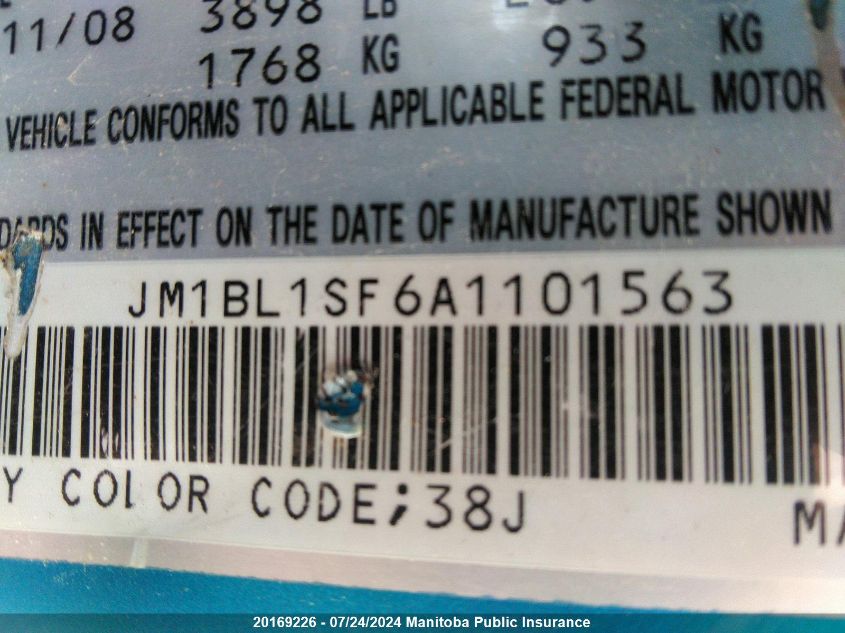 11/08 3898 LB
1768 KG 933 KG
VEHICLE CONFORMS TO ALL APPLICABLE FEDERAL MOTOR
IN EFFECT ON THE DATE OF MANUFACTURE SHOWN
JM1BL1SF6A1101563
Y COLOR CODE;38J MA
20169226 - 07/24/2024 Manitoba Public Insurance